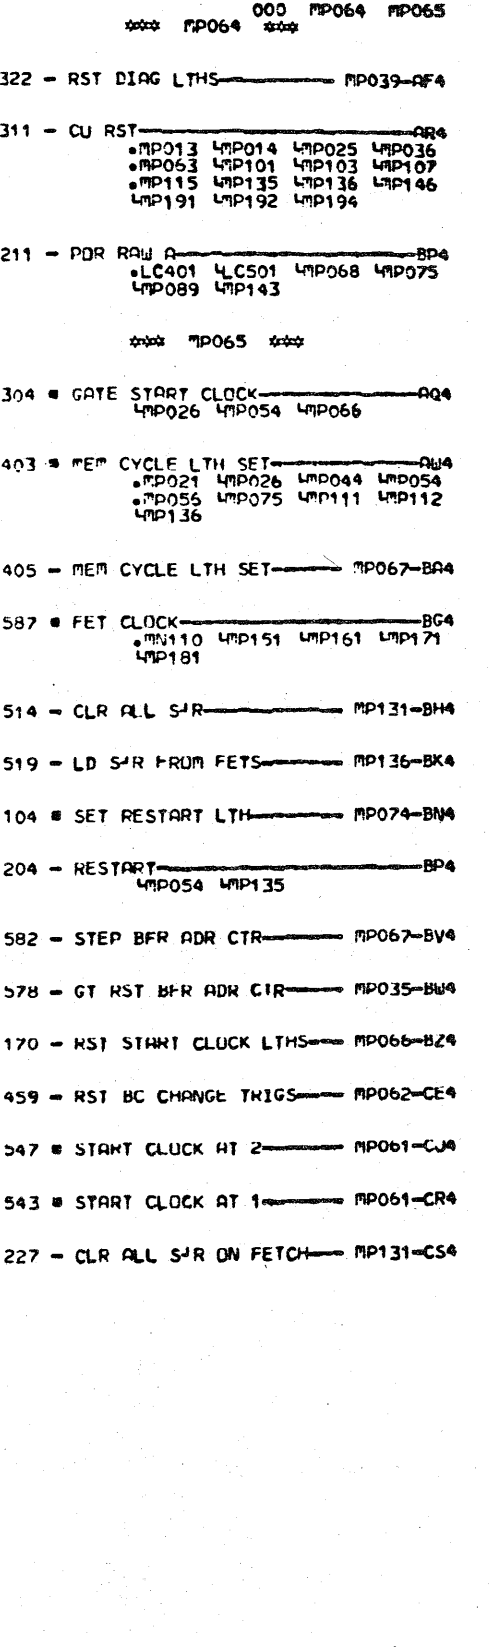 000 MP064 MP065
*** MP064 ***
322 - RST DIAG LTHS———— MP039-AF4
311 - CU RST————AR4
.MP013 4MP014 4MP025 4MP036
.MP063 4MP101 4MP103 4MP107
.MP115 4MP135 4MP136 4MP146
4MP191 4MP192 4MP194
211 - POR RAW A————BP4
.LC401 4LC501 4MP068 4MP075
4MP089 4MP143
*** MP065 ***
304 * GATE START CLOCK————AQ4
4MP026 4MP054 4MP066
403 * MEM CYCLE LTH SET————AW4
.MP021 4MP026 4MP044 4MP054
.MP056 4MP075 4MP111 4MP112
4MP136
405 - MEM CYCLE LTH SET———— MP067-BA4
587 * FET CLOCK————BG4
.MN110 4MP151 4MP161 4MP171
4MP181
514 - CLR ALL SJR———— MP131-BH4
519 - LD SJR FROM FETS———— MP136-BK4
104 * SET RESTART LTH———— MP074-BN4
204 - RESTART————BP4
4MP054 4MP135
582 - STEP BFR ADR CTR———— MP067-BV4
578 - GT RST BFR ADR CTR———— MP035-BW4
170 - RST START CLOCK LTHS—— MP066-BZ4
459 - RST BC CHANGE TRIGS—— MP062-CE4
547 * START CLOCK AT 2———— MP061-CJ4
543 * START CLOCK AT 1———— MP061-CR4
227 - CLR ALL SJR ON FETCH—— MP131-CS4